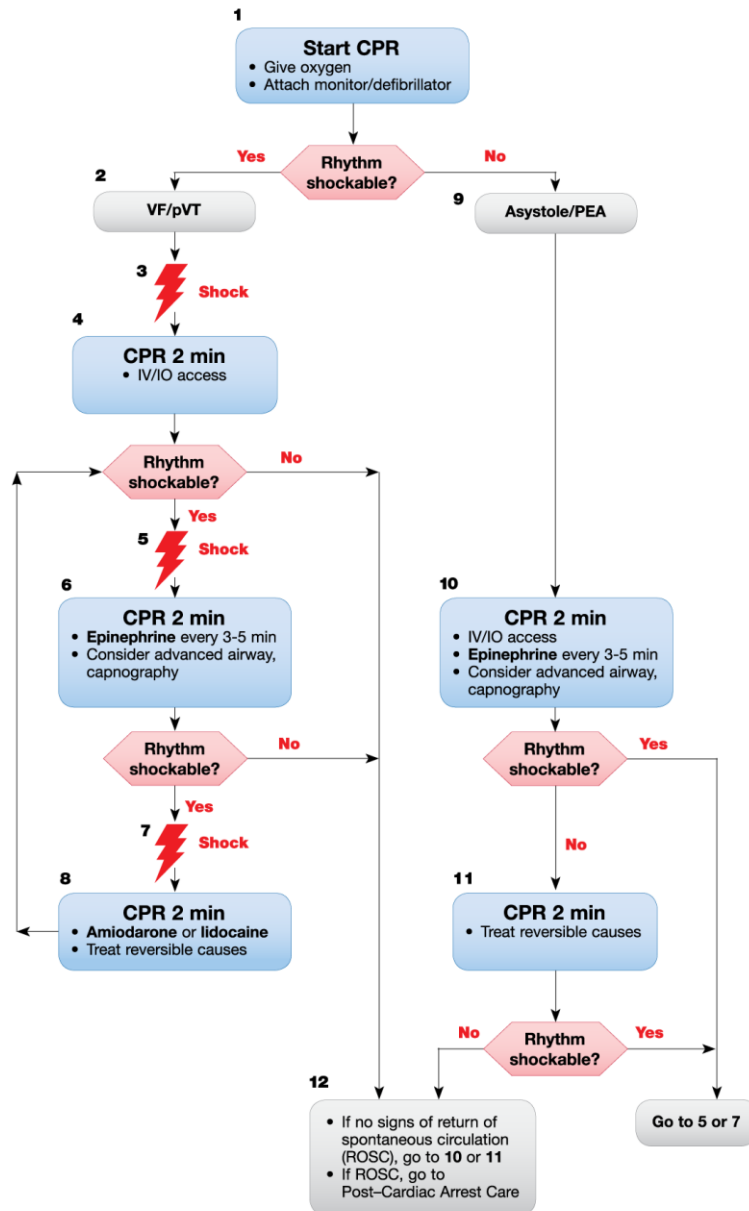 1
Start CPR
• Give oxygen
• Attach monitor/defibrillator
Rhythm
shockable?
Yes
No
2
VF/pVT
9
Asystole/PEA
3
Shock
4
CPR 2 min
• IV/IO access
Rhythm
shockable?
No
Yes
5
Shock
6
CPR 2 min
• Epinephrine every 3-5 min
• Consider advanced airway,
capnography
Rhythm
shockable?
No
Yes
7
Shock
8
CPR 2 min
• Amiodarone or lidocaine
• Treat reversible causes
10
CPR 2 min
• IV/IO access
• Epinephrine every 3-5 min
• Consider advanced airway,
capnography
Rhythm
shockable?
Yes
No
11
CPR 2 min
• Treat reversible causes
Rhythm
shockable?
No
Yes
12
• If no signs of return of
spontaneous circulation
(ROSC), go to 10 or 11
• If ROSC, go to
Post–Cardiac Arrest Care
Go to 5 or 7